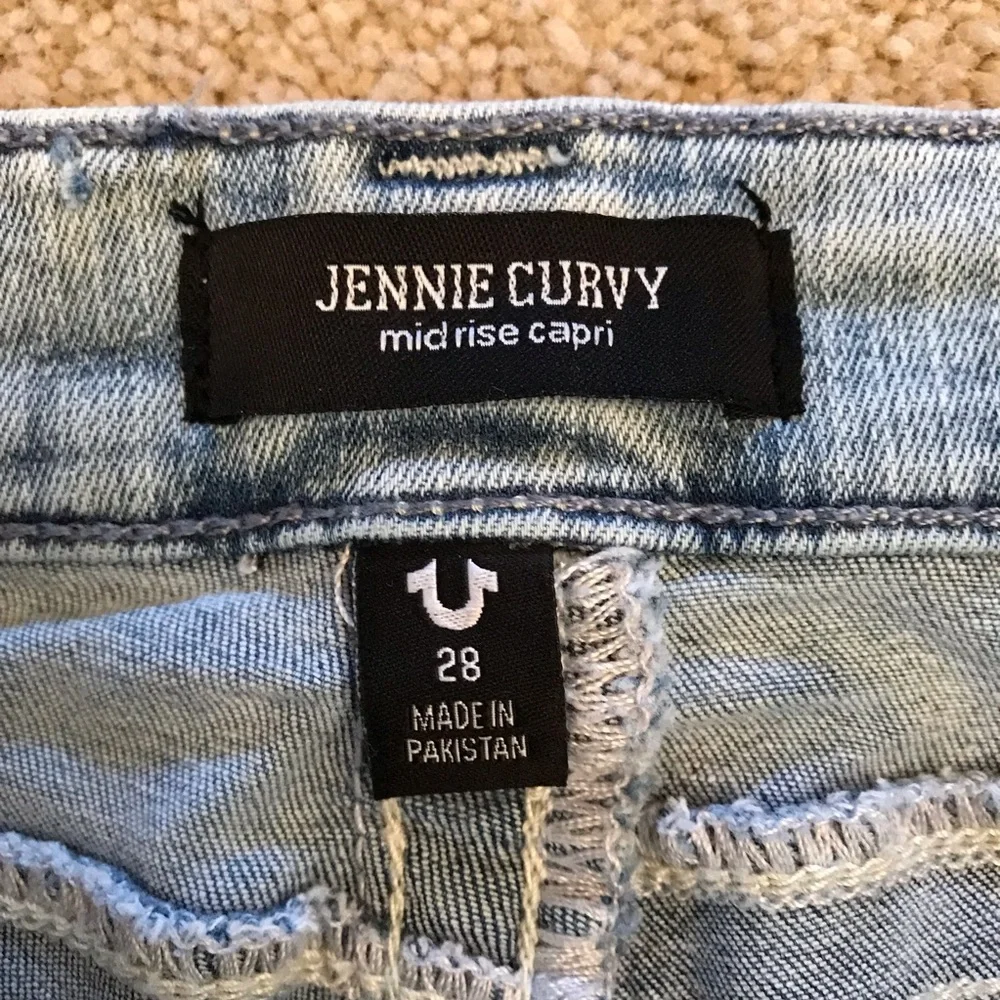 JENNIE CURVY
mid rise capri
28
MADE IN
PAKISTAN